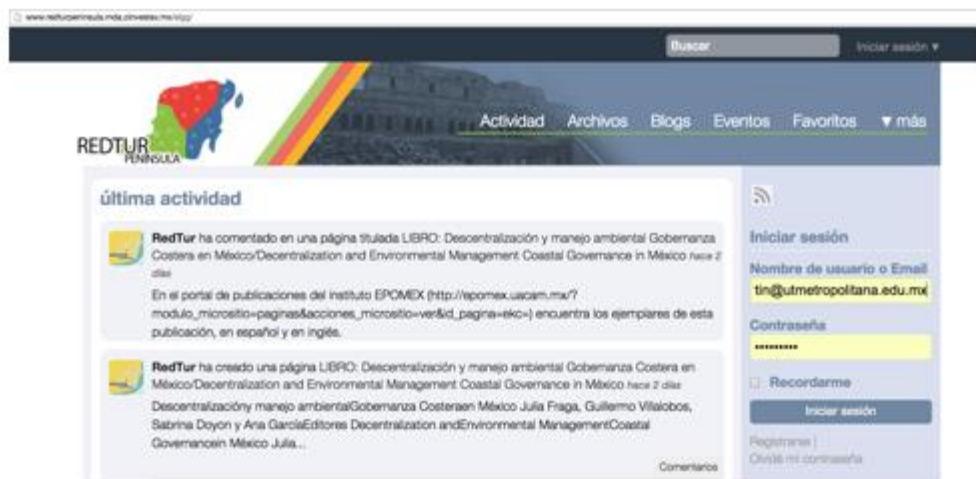 www.redturpeninsula.mda.cinvestav.mx/elgg/
Buscar
Iniciar sesión ▼
REDTUR
PENINSULA
Actividad Archivos Blogs Eventos Favoritos ▼ más
última actividad
RedTur ha comentado en una página titulada LIBRO: Descentralización y manejo ambiental Gobernanza
Costera en México/Decentralization and Environmental Management Coastal Governance in México hace 2
días
En el portal de publicaciones del instituto EPOMEX (http://epomex.uacam.mx/?
modulo_micrositio=paginas&acciones_micrositio=ver&id_pagina=ekc=) encuentra los ejemplares de esta
publicación, en español y en inglés.
RedTur ha creado una página LIBRO: Descentralización y manejo ambiental Gobernanza Costera en
México/Decentralization and Environmental Management Coastal Governance in México hace 2 días
Descentralizacióny manejo ambientalGobernanza Costeraen México Julia Fraga, Guillermo Villalobos,
Sabrina Doyon y Ana GarcíaEditores Decentralization andEnvironmental ManagementCoastal
Governancein México Julia...
Comentarios
Iniciar sesión
Nombre de usuario o Email
tin@utmetropolitana.edu.mx
Contraseña
•••••••••
Recordarme
Iniciar sesión
Registrarse |
Olvidé mi contraseña